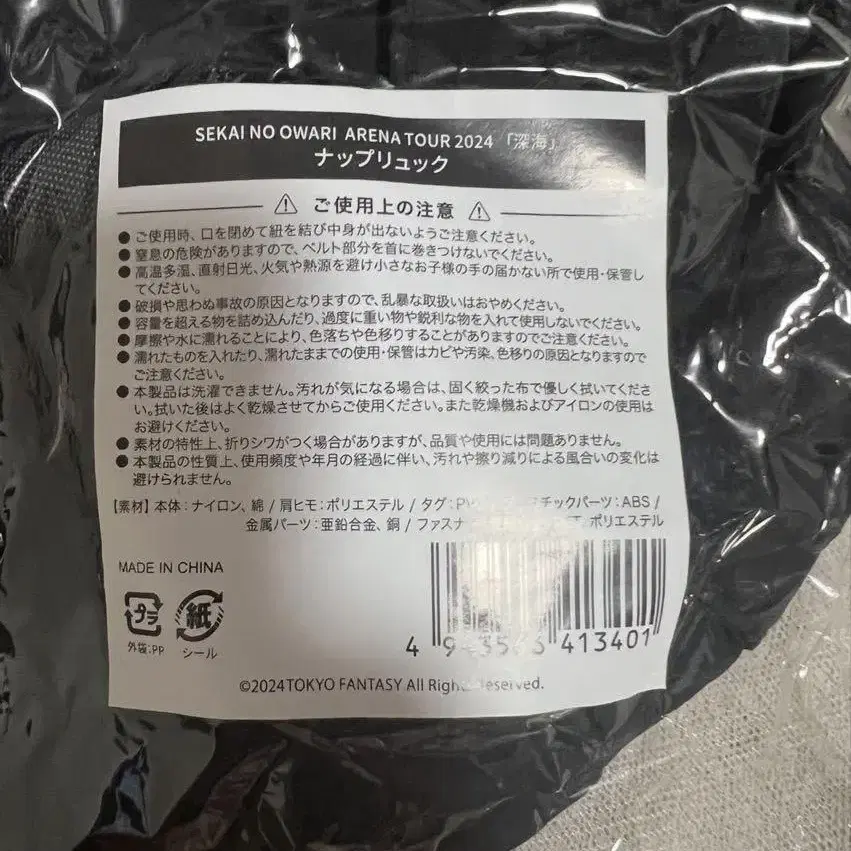 SEKAI NO OWARI ARENA TOUR 2024 「深海」
ナップリュック
ご使用上の注意
● ご使用時、口を閉めて紐を結び中身が出ないようご注意ください。
● 窒息の危険がありますので、ベルト部分を首に巻きつけないでください。
● 高温多湿、直射日光、火気や熱源を避け小さなお子様の手の届かない所で使用・保管し
てください。
● 破損や思わぬ事故の原因となりますので、乱暴な取扱いはおやめください。
● 容量を超える物を詰め込んだり、過度に重い物や鋭利な物を入れて使用しないでください。
● 摩擦や水に濡れることにより、色落ちや色移りすることがありますのでご注意ください。
● 濡れたものを入れたり、濡れたままでの使用・保管はカビや汚染、色移りの原因となりますので
ご注意ください。
● 本製品は洗濯できません。汚れが気になる場合は、固く絞った布で優しく拭いてくださ
い。拭いた後はよく乾燥させてからご使用ください。また乾燥機およびアイロンの使用は
お避けください。
● 素材の特性上、折りシワがつく場合がありますが、品質や使用には問題ありません。
● 本製品の性質上、使用頻度や年月の経過に伴い、汚れや擦り減りによる風合いの変化は
避けられません。
【素材】本体：ナイロン、綿 / 肩ヒモ：ポリエステル / タグ： チックパーツ：ABS /
金属パーツ：亜鉛合金、銅 / ポリエステル
MADE IN CHINA
プラ
紙
外袋：PP
シール
4 413401
©2024TOKYO FANTASY All Rights Reserved.